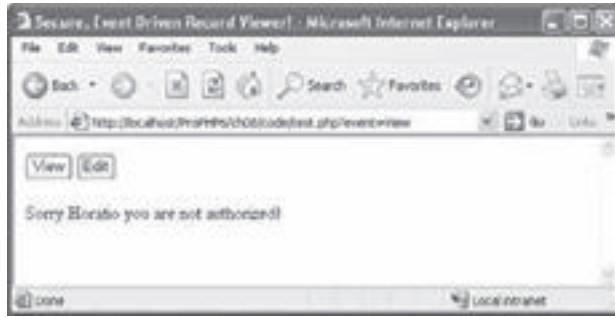 Secure, Event Driven Record Viewer! - Microsoft Internet Explorer
File Edit View Favorites Tools Help
Back Search Favorites
Address http://localhost/ProPHP5/ch06/code/test.php?event=view Go Links
View Edit
Sorry Horatio you are not authorized!
Done Local intranet